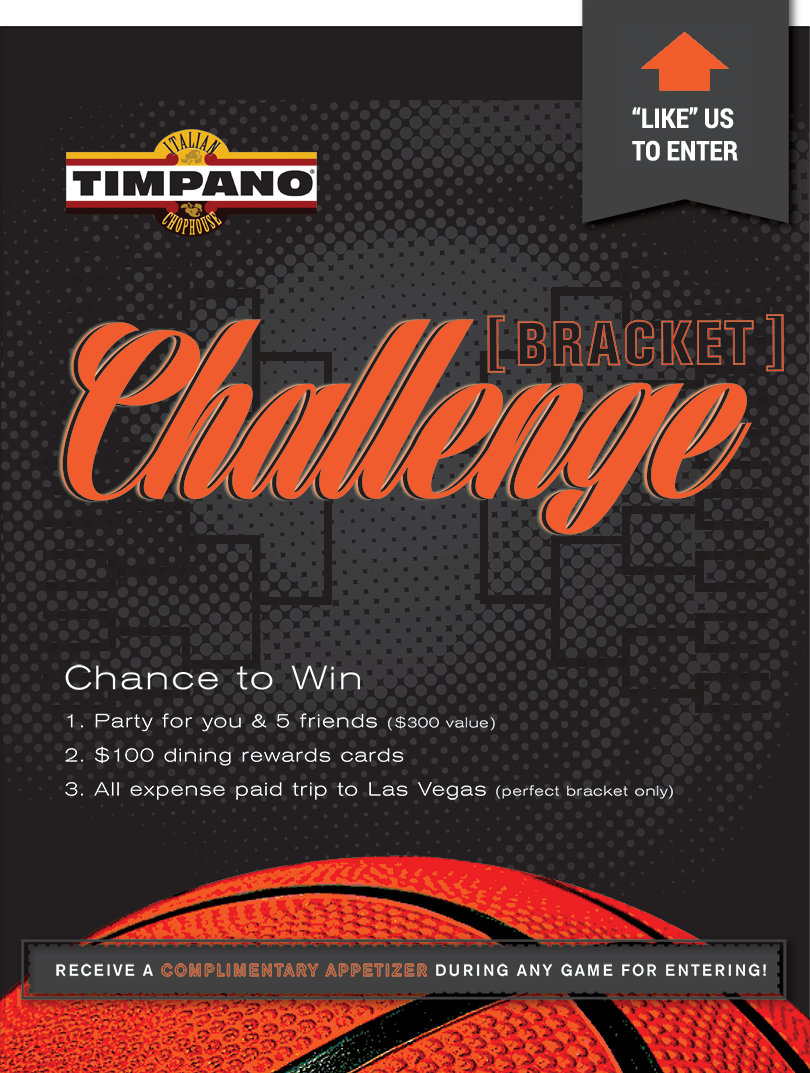 “LIKE” US
TO ENTER
ITALIAN
TIMPANO®
CHOPHOUSE
[ BRACKET ]
Challenge
Chance to Win
1. Party for you & 5 friends ($300 value)
2. $100 dining rewards cards
3. All expense paid trip to Las Vegas (perfect bracket only)
RECEIVE A COMPLIMENTARY APPETIZER DURING ANY GAME FOR ENTERING!